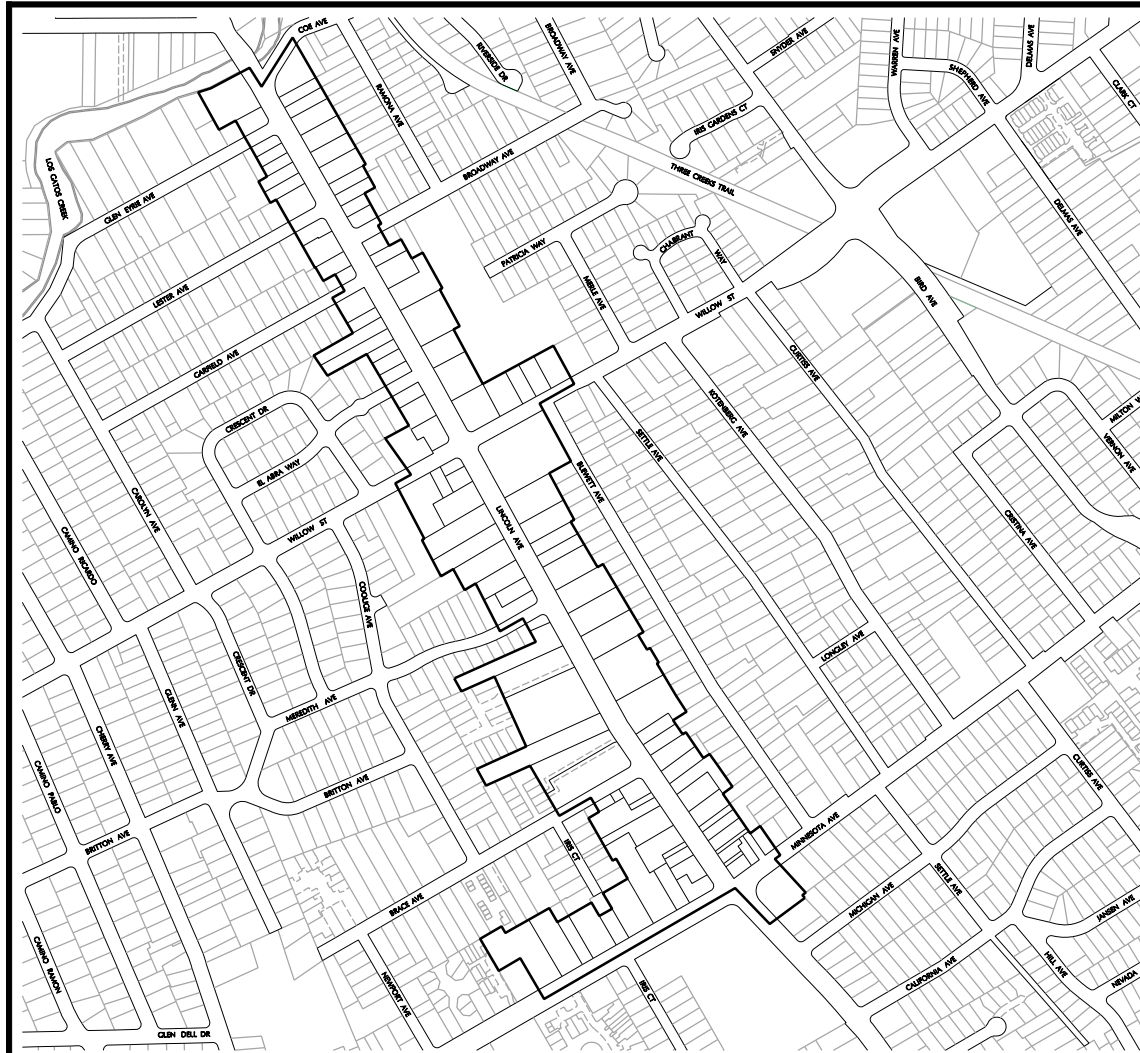 COE AVE
RIVERSIDE DR
BROADWAY AVE
SNYDER AVE
WARREN AVE
DELMAS AVE
SHEPHERD AVE
CLARK CT
RAMONA AVE
IRIS GARDENS CT
BROADWAY AVE
THREE CREEKS TRAIL
LOS GATOS CREEK
GLEN EYRIE AVE
DELMAS AVE
PATRICIA WAY
CHABRANT
WAY
MERLE AVE
LESTER AVE
BIRD AVE
WILLOW ST
GARFIELD AVE
CURTISS AVE
CRESCENT DR
KOTENBERG AVE
MILTON W
VERNON AVE
SETTLE AVE
EL ABRA WAY
BLEWETT AVE
CAROLYN AVE
WILLOW ST
LINCOLN AVE
CRISTINA AVE
CAMINO RICARDO
COOLIDGE AVE
LONGLEY AVE
CRESCENT DR
GLENN AVE
MEREDITH AVE
CHERRY AVE
CAMINO PABLO
BRITTON AVE
CURTISS AVE
BRITTON AVE
MINNESOTA AVE
IRIS CT
SETTLE AVE
MICHIGAN AVE
BRACE AVE
JANSEN AVE
CAMINO RAMON
NEWPORT AVE
CALIFORNIA AVE
HILL AVE
IRIS CT
NEVADA
GLEN DELL DR